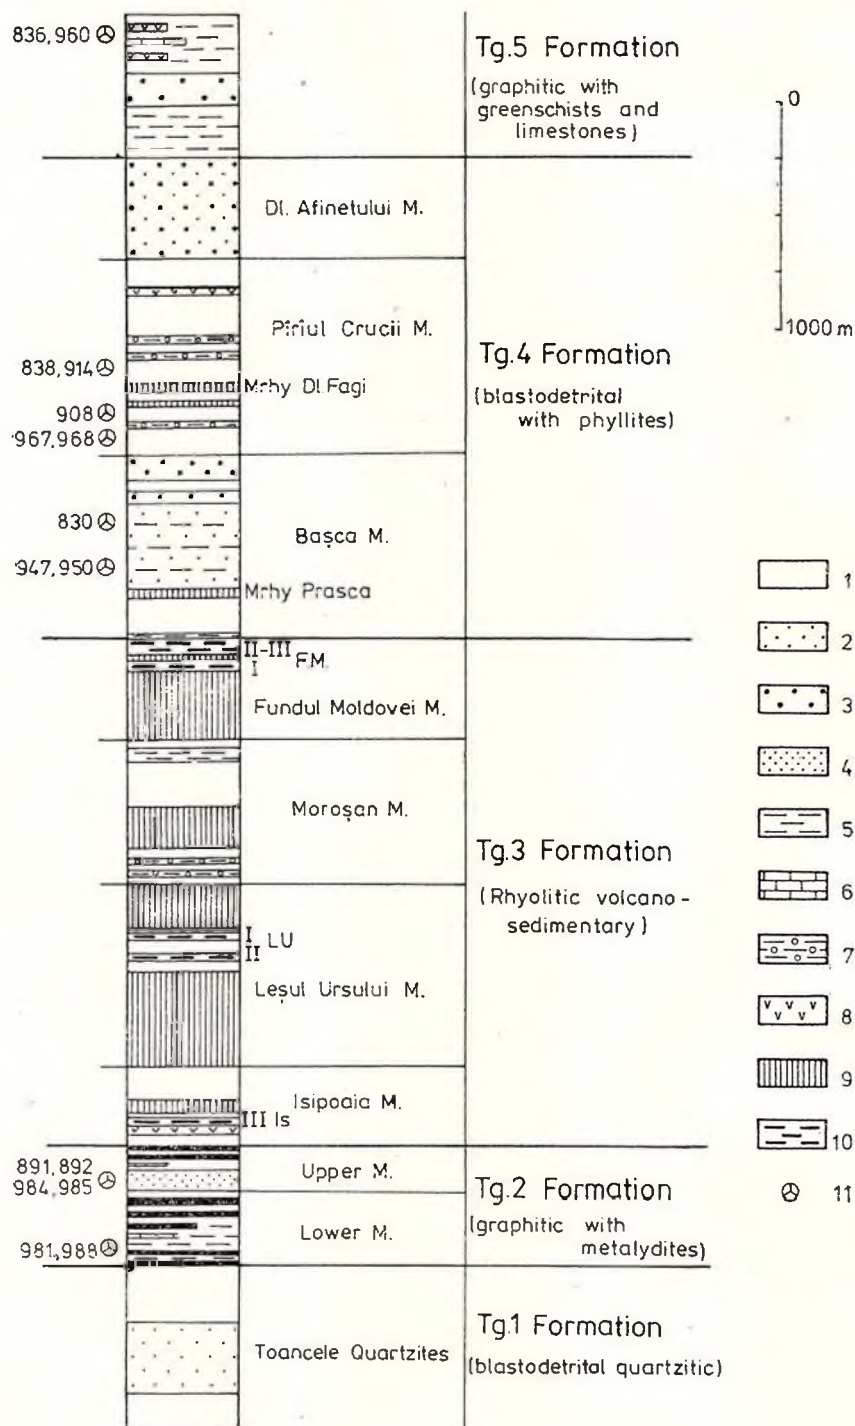 836,960
Tg.5 Formation
(graphitic with
greenschists and
limestones)
0
1000 m
Dl. Afinetului M.
Pîrîul Crucii M.
838,914
Mrhy Dl.Fagi
908
967,968
Tg.4 Formation
(blastodetrital
with phyllites)
830
Başca M.
947,950
Mrhy Prasca
II-III
I
FM
Fundul Moldovei M.
Moroşan M.
Tg.3 Formation
(Rhyolitic volcano-
sedimentary)
I
II
LU
Leşul Ursului M.
Isipoaia M.
III Is
891,892
984,985
Upper M.
Tg.2 Formation
(graphitic with
metalydites)
981,988
Lower M.
Tg.1 Formation
(blastodetrital quartzitic)
Toancele Quartzites
1
2
3
4
5
6
7
8
9
10
11